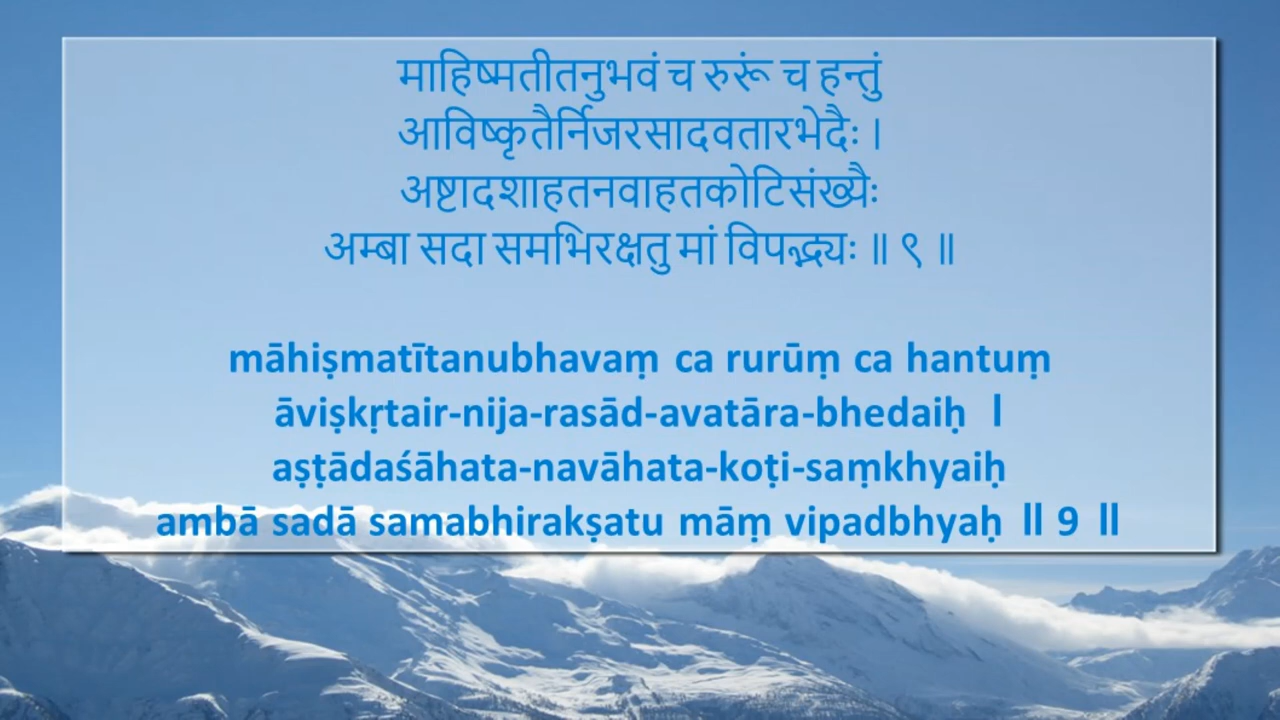 माहिष्मतीतनुभवं च रुरूं च हन्तुं
आविष्कृतैर्निजरसादवतारभेदैः ।
अष्टादशाहतनवाहतकोटिसंख्यैः
अम्बा सदा समभिरक्षतु मां विपद्भ्यः ॥ ९ ॥
māhiṣmatītanubhavaṃ ca rurūṃ ca hantuṃ
āviṣkṛtair-nija-rasād-avatāra-bhedaiḥ ।
aṣṭādaśāhata-navāhata-koṭi-saṃkhyaiḥ
ambā sadā samabhirakṣatu māṃ vipadbhyaḥ ॥ 9 ॥